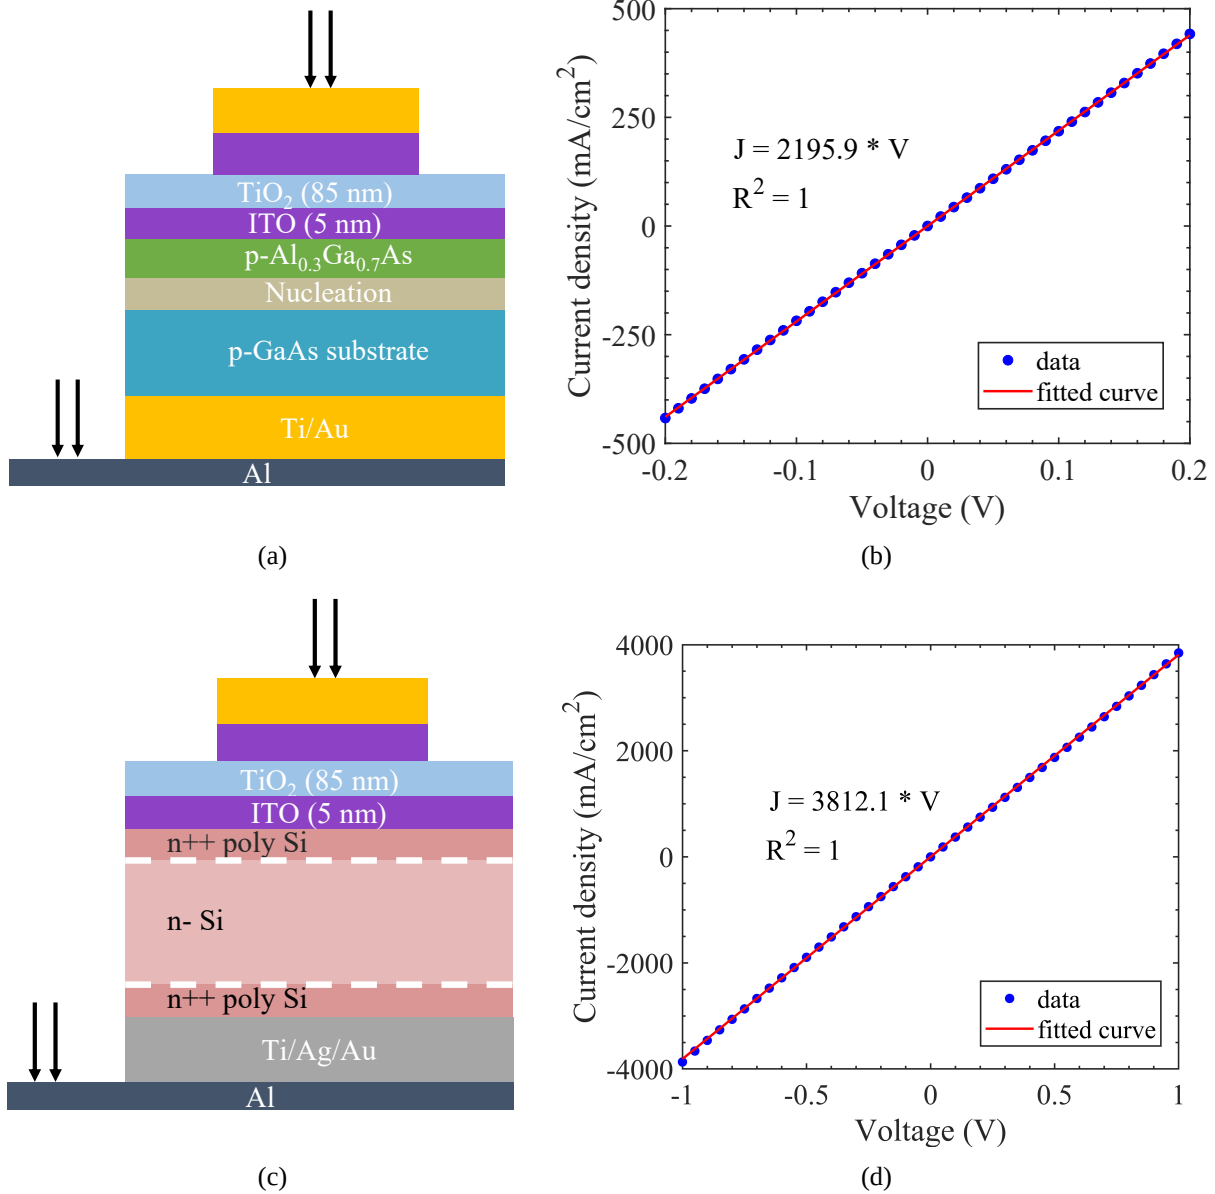 TiO2 (85 nm)
ITO (5 nm)
p-Al0.3Ga0.7As
Nucleation
p-GaAs substrate
Ti/Au
Al
(a)
500
250
0
-250
-500
-0.2
-0.1
0
0.1
0.2
Current density (mA/cm2)
Voltage (V)
J = 2195.9 * V
R2 = 1
data
fitted curve
(b)
TiO2 (85 nm)
ITO (5 nm)
n++ poly Si
n- Si
n++ poly Si
Ti/Ag/Au
Al
(c)
4000
2000
0
-2000
-4000
-1
-0.5
0
0.5
1
Current density (mA/cm2)
Voltage (V)
J = 3812.1 * V
R2 = 1
data
fitted curve
(d)